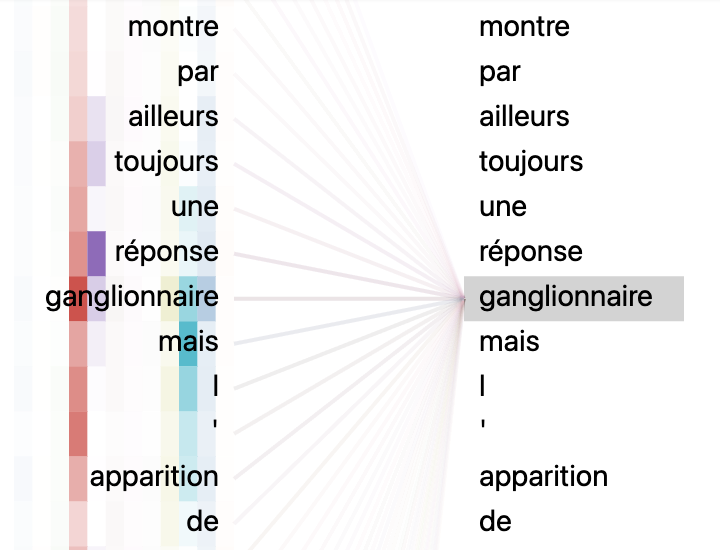 montre montre
par par
ailleurs ailleurs
toujours toujours
une une
réponse réponse
ganglionnaire ganglionnaire
mais mais
l l
' '
apparition apparition
de de